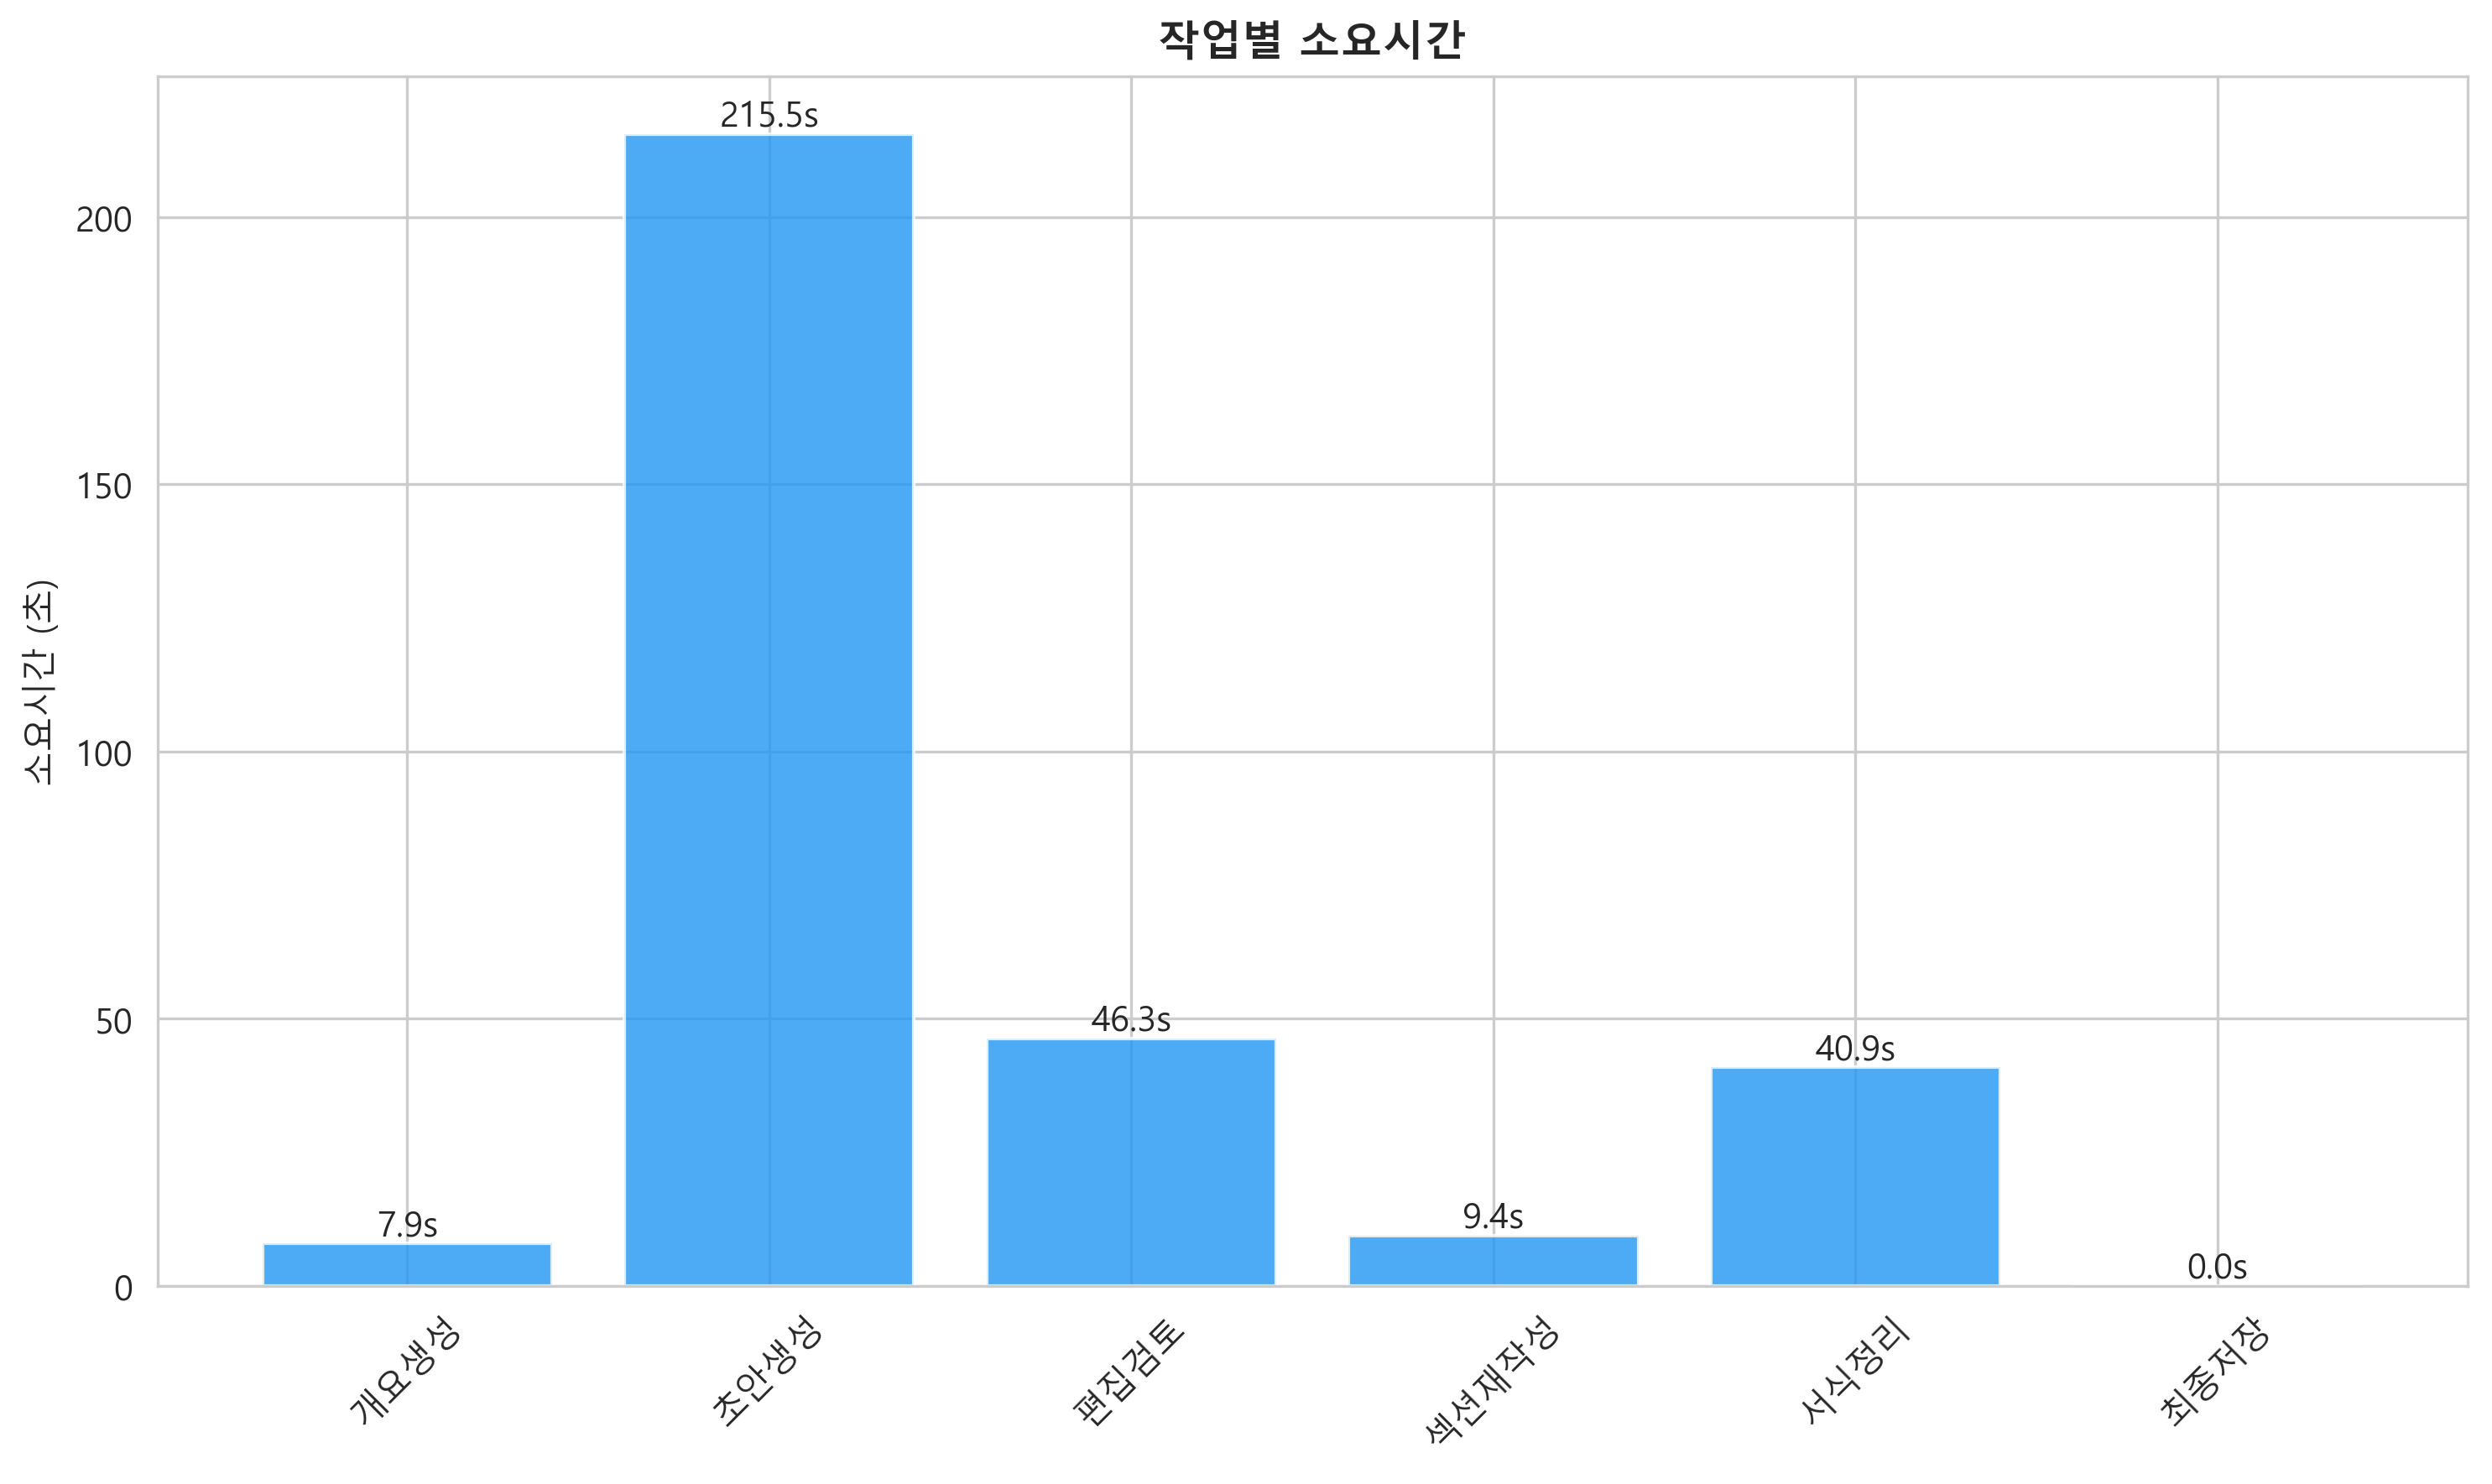 작업별 소요시간
소요시간 (초)
200
150
100
50
0
7.9s
215.5s
46.3s
9.4s
40.9s
0.0s
개요생성
초안생성
편집검토
섹션재작성
서식정리
최종저장